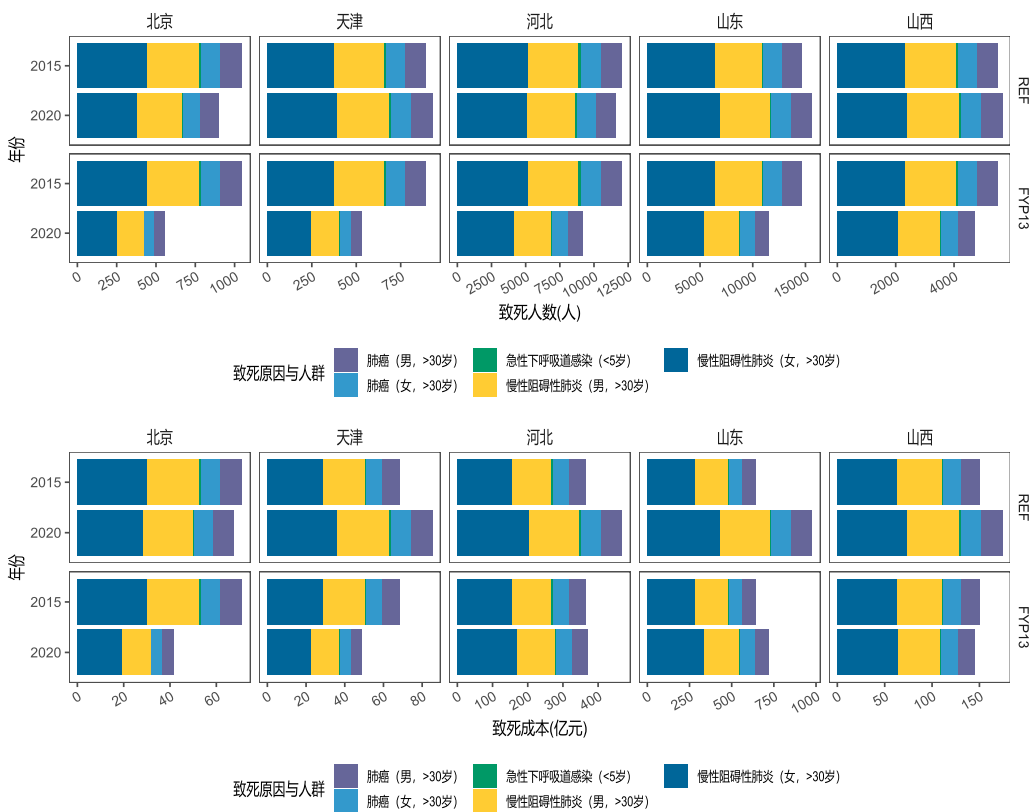 北京 天津 河北 山东 山西
2015
2020
REF
年份
2015
2020
FYP13
0 250 500 750 1000 0 250 500 750 0 2500 5000 7500 10000 12500 0 5000 10000 15000 0 2000 4000
致死人数(人)
致死原因与人群
肺癌（男，>30岁） 急性下呼吸道感染（<5岁） 慢性阻碍性肺炎（女，>30岁）
肺癌（女，>30岁） 慢性阻碍性肺炎（男，>30岁）
北京 天津 河北 山东 山西
2015
2020
REF
年份
2015
2020
FYP13
0 20 40 60 0 20 40 60 80 0 100 200 300 400 0 250 500 750 1000 0 50 100 150
致死成本(亿元)
致死原因与人群
肺癌（男，>30岁） 急性下呼吸道感染（<5岁） 慢性阻碍性肺炎（女，>30岁）
肺癌（女，>30岁） 慢性阻碍性肺炎（男，>30岁）